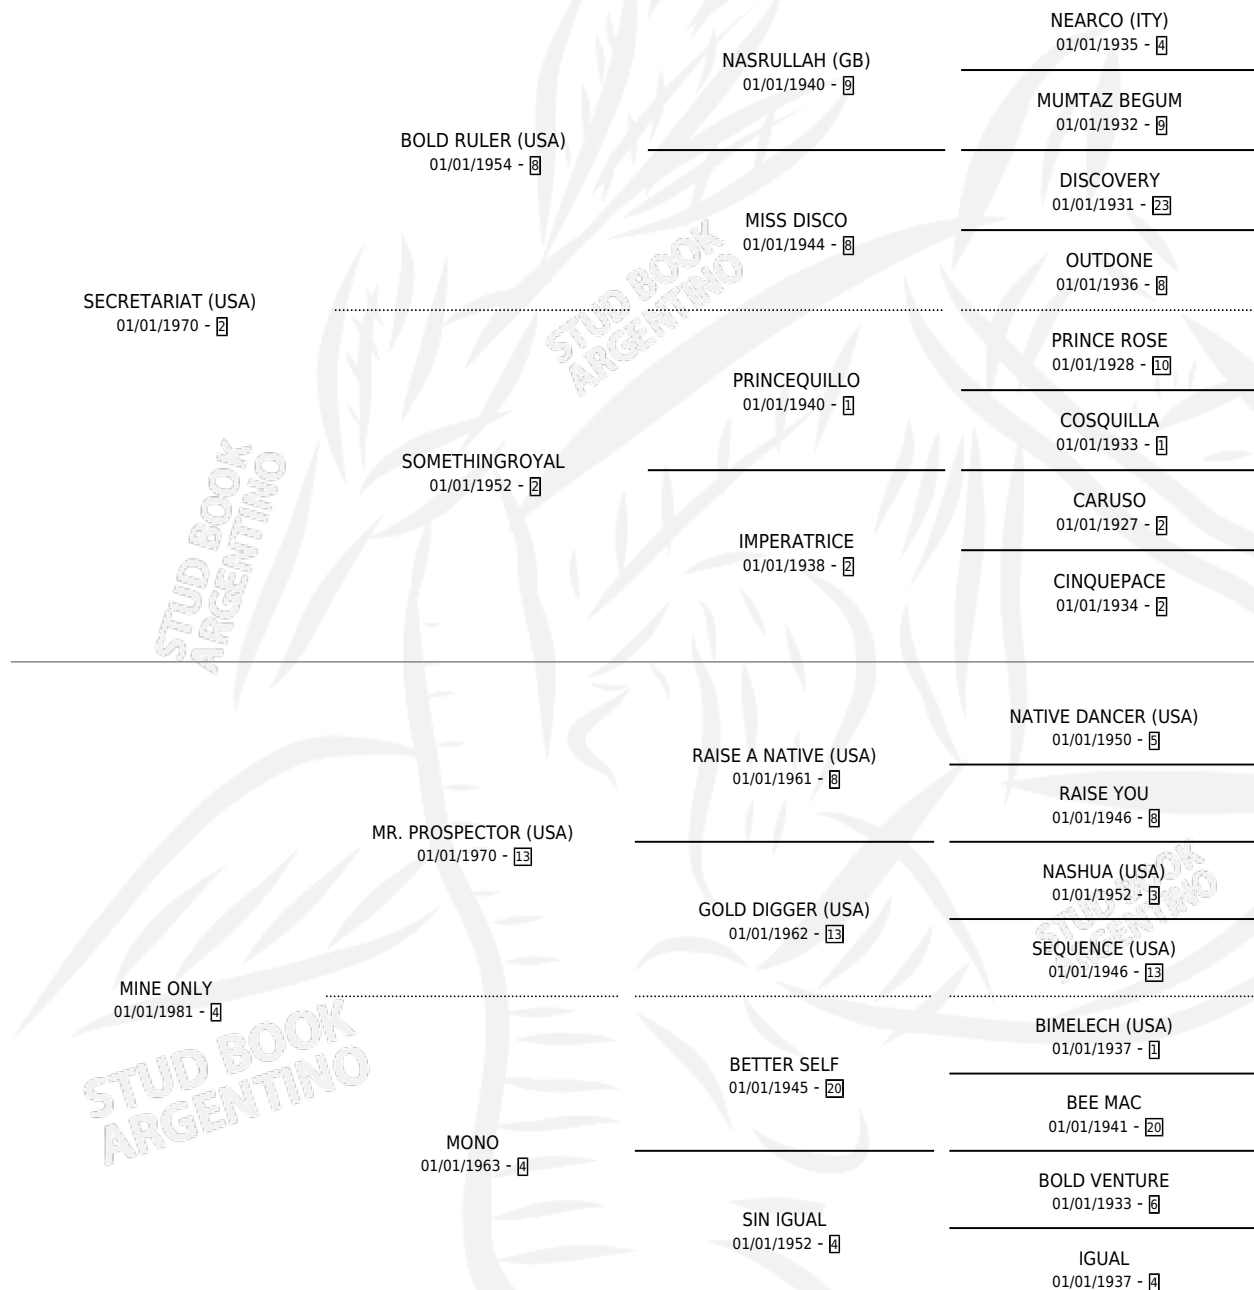 NEARCO (ITY)
01/01/1935 - 4
NASRULLAH (GB)
01/01/1940 - 9
MUMTAZ BEGUM
01/01/1932 - 9
BOLD RULER (USA)
01/01/1954 - 8
DISCOVERY
01/01/1931 - 23
MISS DISCO
01/01/1944 - 8
OUTDONE
01/01/1936 - 8
SECRETARIAT (USA)
01/01/1970 - 2
STUD BOOK
ARGENTINO
PRINCE ROSE
01/01/1928 - 10
PRINCEQUILLO
01/01/1940 - 1
COSQUILLA
01/01/1933 - 1
SOMETHINGROYAL
01/01/1952 - 2
CARUSO
01/01/1927 - 2
IMPERATRICE
01/01/1938 - 2
CINQUEPACE
01/01/1934 - 2
STUD BOOK
ARGENTINO
NATIVE DANCER (USA)
01/01/1950 - 5
RAISE A NATIVE (USA)
01/01/1961 - 8
RAISE YOU
01/01/1946 - 8
MR. PROSPECTOR (USA)
01/01/1970 - 13
NASHUA (USA)
01/01/1952 - 3
STUD BOOK
ARGENTINO
GOLD DIGGER (USA)
01/01/1962 - 13
SEQUENCE (USA)
01/01/1946 - 13
MINE ONLY
01/01/1981 - 4
STUD BOOK
ARGENTINO
BIMELECH (USA)
01/01/1937 - 1
BETTER SELF
01/01/1945 - 20
BEE MAC
01/01/1941 - 20
MONO
01/01/1963 - 4
BOLD VENTURE
01/01/1933 - 6
SIN IGUAL
01/01/1952 - 4
IGUAL
01/01/1937 - 4